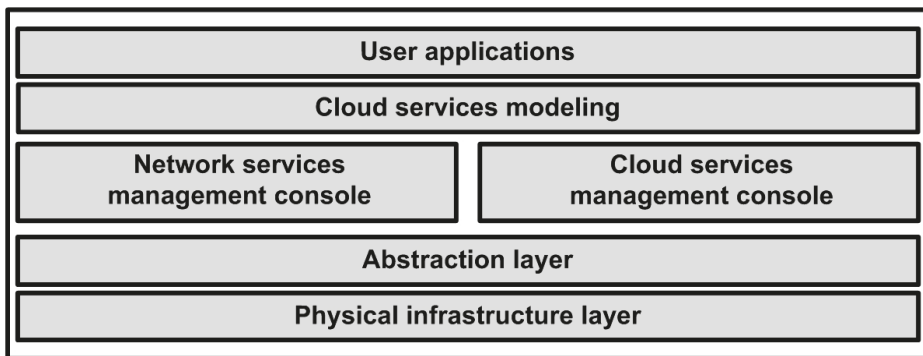 User applications
Cloud services modeling
Network services
management console
Cloud services
management console
Abstraction layer
Physical infrastructure layer